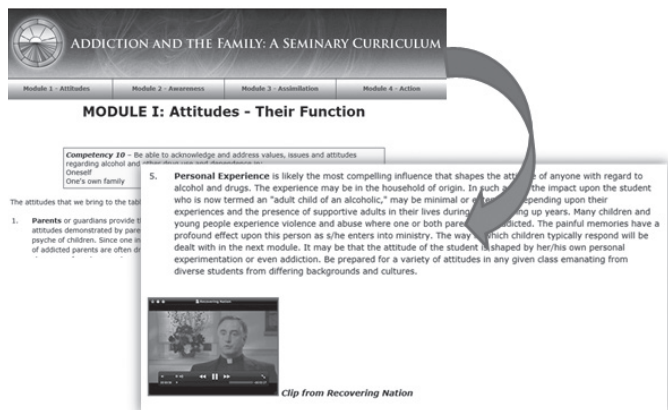 ADDICTION AND THE FAMILY: A SEMINARY CURRICULUM
Module 1 - Attitudes
Module 2 - Awareness
Module 3 - Assimilation
Module 4 - Action
MODULE I: Attitudes - Their Function
Competency 10 – Be able to acknowledge and address values, issues and attitudes
regarding alcohol and other drug use and dependence in:
Oneself
One's own family
The attitudes that we bring to the tabl
1. Parents or guardians provide t
attitudes demonstrated by pare
psyche of children. Since one in
of addicted parents are often dr
5. Personal Experience is likely the most compelling influence that shapes the of anyone with regard to
alcohol and drugs. The experience may be in the household of origin. In such a the impact upon the student
who is now termed an "adult child of an alcoholic," may be minimal or depending upon their
experiences and the presence of supportive adults in their lives during up years. Many children and
young people experience violence and abuse where one or both addicted. The painful memories have a
profound effect upon this person as s/he enters into ministry. The way which children typically respond will be
dealt with in the next module. It may be that the attitude of the student is shaped by her/his own personal
experimentation or even addiction. Be prepared for a variety of attitudes in any given class emanating from
diverse students from differing backgrounds and cultures.
Recovering Nation
Clip from Recovering Nation